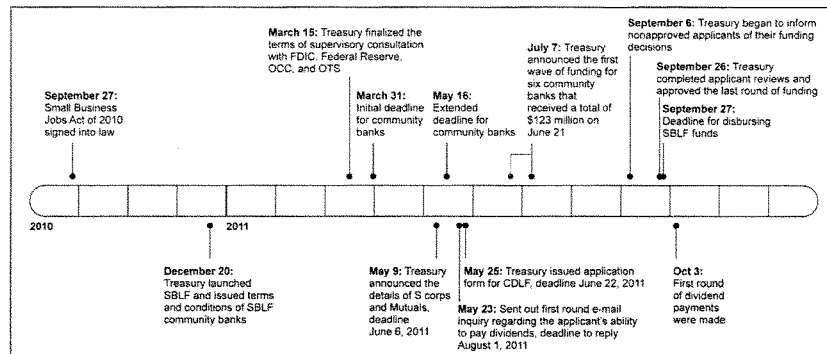 March 15: Treasury finalized the
terms of supervisory consultation
with FDIC, Federal Reserve,
OCC, and OTS
September 6: Treasury began to inform
nonapproved applicants of their funding
decisions
July 7: Treasury
announced the first
wave of funding for
six community
banks that
received a total of
$123 million on
June 21
September 26: Treasury
completed applicant reviews and
approved the last round of funding
September 27:
Small Business
Jobs Act of 2010
signed into law
March 31:
Initial deadline
for community
banks
May 16:
Extended
deadline for
community banks
September 27:
Deadline for disbursing
SBLF funds
2010
2011
December 20:
Treasury launched
SBLF and issued terms
and conditions of SBLF
community banks
May 9: Treasury
announced the
details of S corps
and Mutuals,
deadline
June 6, 2011
May 25: Treasury issued application
form for CDLF, deadline June 22, 2011
May 23: Sent out first round e-mail
inquiry regarding the applicant's ability
to pay dividends, deadline to reply
August 1, 2011
Oct 3:
First round
of dividend
payments
were made